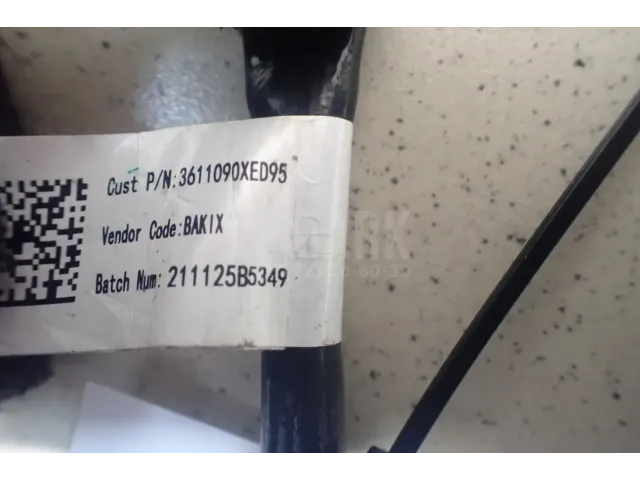 Cust P/N:3611090XED95
Vendor Code:BAKIX
Batch Num: 211125B5349